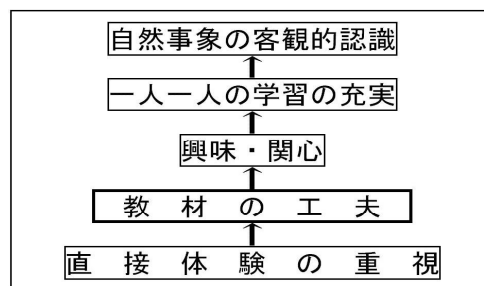 自然事象の客観的認識
一人一人の学習の充実
興味・関心
教材の工夫
直接体験の重視